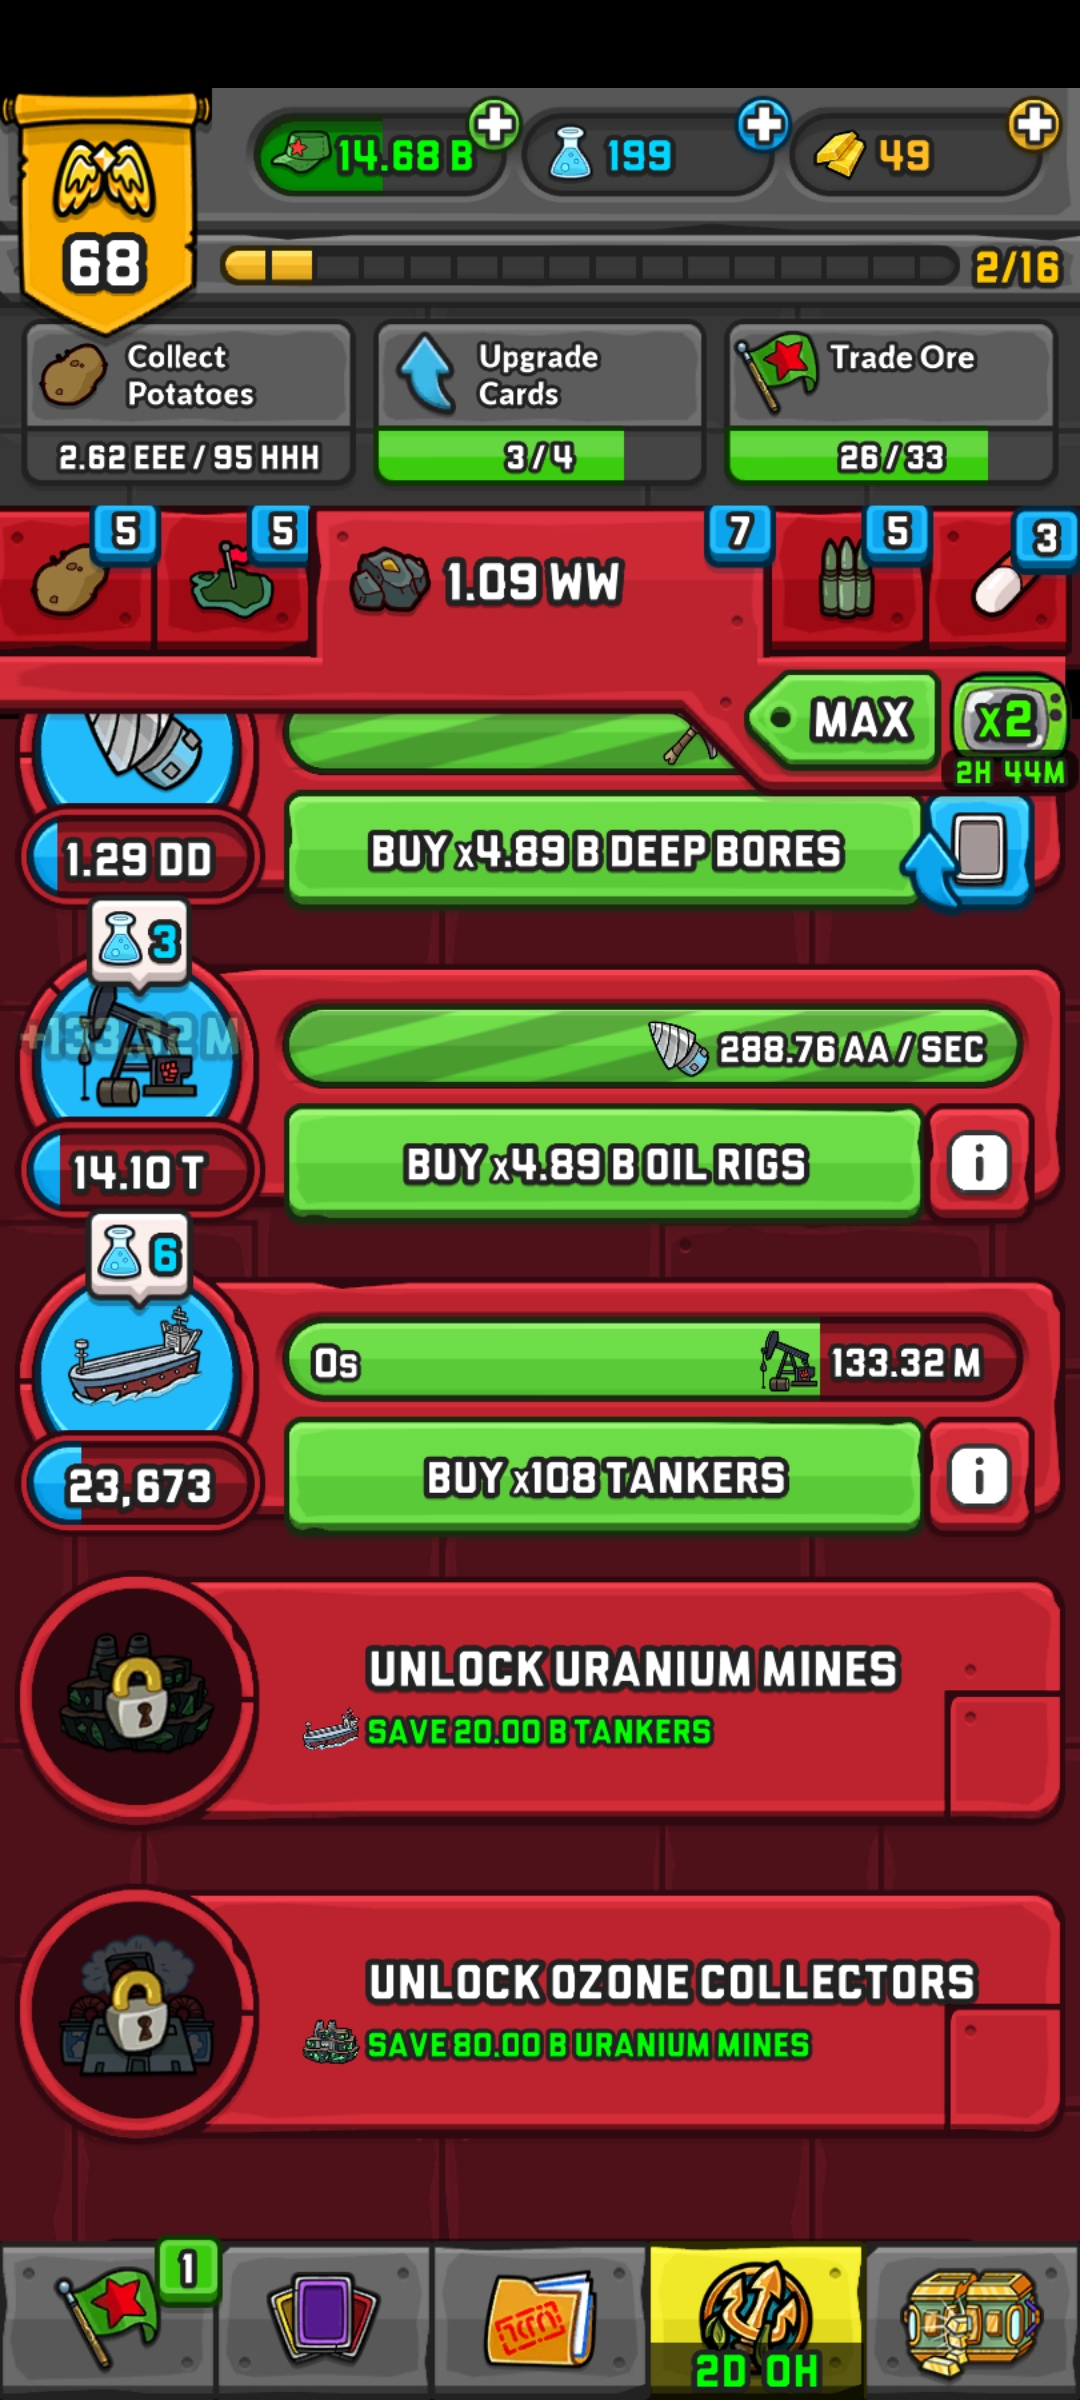 14.68 B
199
49
68
2/16
Collect
Potatoes
2.62 EEE / 95 HHH
Upgrade
Cards
3/4
Trade Ore
26/33
5
5
1.09 WW
7
5
3
MAX
x2
2H 44M
1.29 DD
BUY x4.89 B DEEP BORES
3
+133.32 M
288.76 AA / SEC
14.10 T
BUY x4.89 B OIL RIGS
i
6
0s
133.32 M
23,673
BUY x108 TANKERS
i
UNLOCK URANIUM MINES
SAVE 20.00 B TANKERS
UNLOCK OZONE COLLECTORS
SAVE 80.00 B URANIUM MINES
1
2D 0H